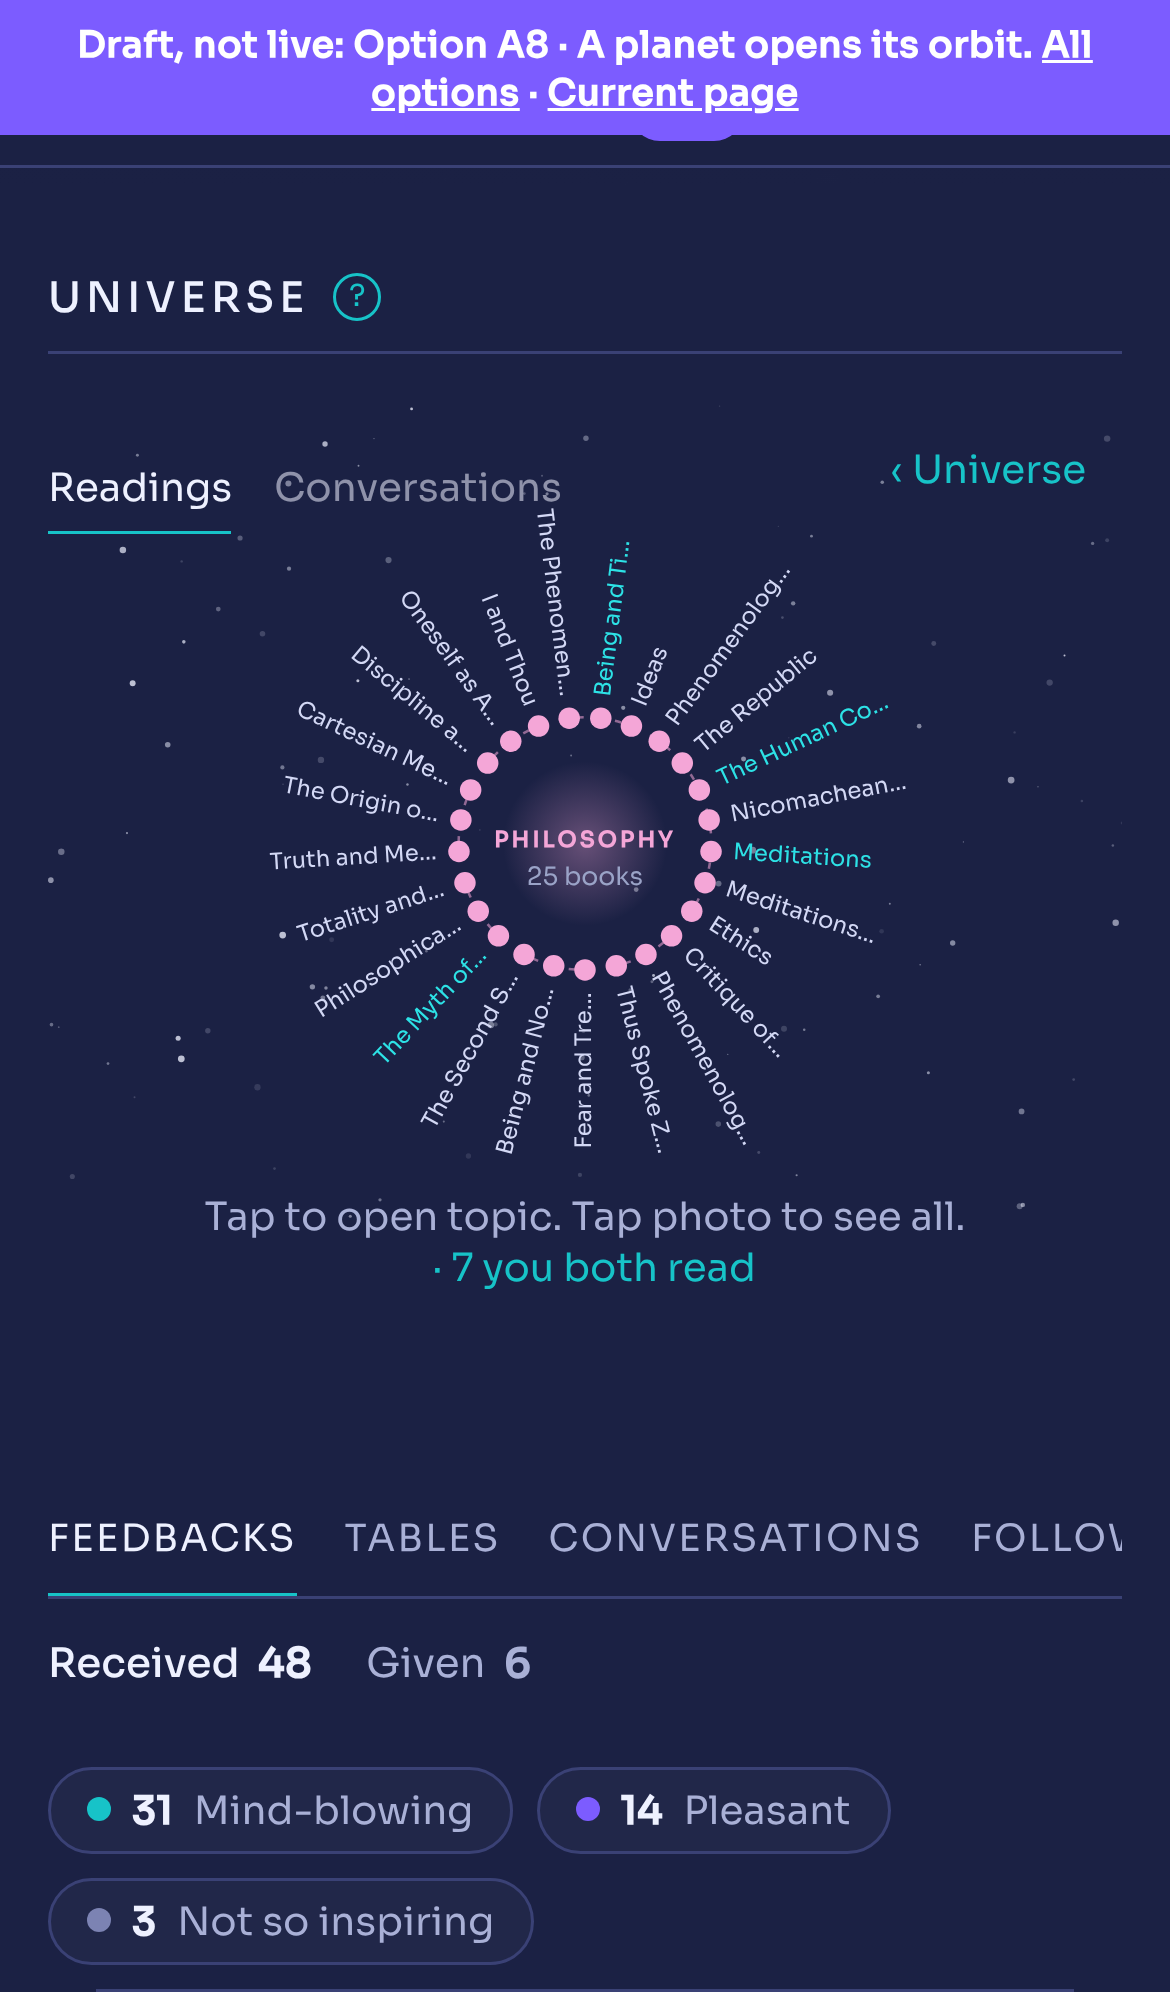 Draft, not live: Option A8 · A planet opens its orbit. All
options · Current page
UNIVERSE ?
Readings Conversations ‹ Universe
The Phenomen...
Being and Ti...
Ideas
Phenomenolog...
The Republic
The Human Co...
Nicomachean...
Meditations
Meditations...
Ethics
Critique of...
Phenomenolog...
Thus Spoke Z...
Fear and Tre...
Being and No...
The Second S...
The Myth of...
Philosophica...
Totality and...
Truth and Me...
The Origin o...
Cartesian Me...
Discipline a...
Oneself as A...
I and Thou
PHILOSOPHY
25 books
Tap to open topic. Tap photo to see all.
· 7 you both read
FEEDBACKS TABLES CONVERSATIONS FOLLOW
Received 48 Given 6
31 Mind-blowing 14 Pleasant
3 Not so inspiring